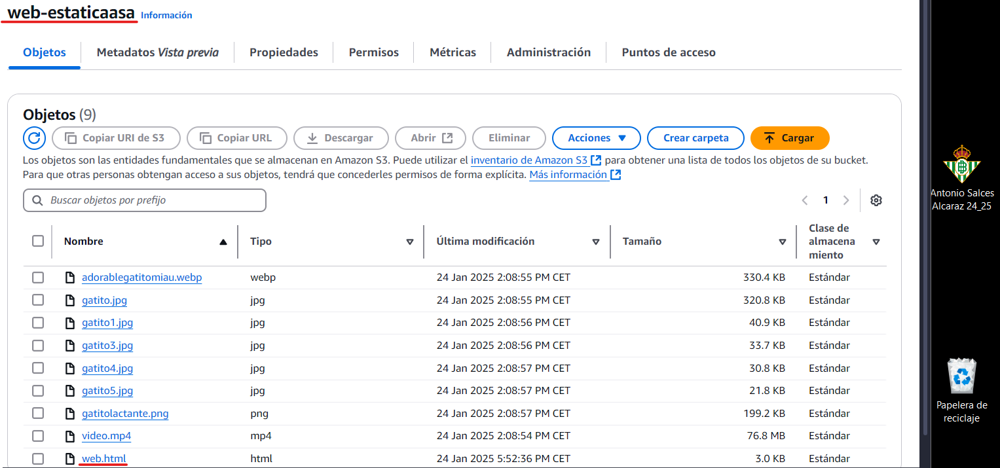 web-estaticaasa Información
Objetos Metadatos Vista previa Propiedades Permisos Métricas Administración Puntos de acceso
Objetos (9)
Copiar URI de S3 Copiar URL Descargar Abrir Eliminar Acciones Crear carpeta Cargar
Los objetos son las entidades fundamentales que se almacenan en Amazon S3. Puede utilizar el inventario de Amazon S3 para obtener una lista de todos los objetos de su bucket.
Para que otras personas obtengan acceso a sus objetos, tendrá que concederles permisos de forma explícita. Más información
Buscar objetos por prefijo
1
Nombre Tipo Última modificación Tamaño Clase de
almacena
miento
adorablegatitomiau.webp webp 24 Jan 2025 2:08:55 PM CET 330.4 KB Estándar
gatito.jpg jpg 24 Jan 2025 2:08:55 PM CET 320.8 KB Estándar
gatito1.jpg jpg 24 Jan 2025 2:08:56 PM CET 40.9 KB Estándar
gatito3.jpg jpg 24 Jan 2025 2:08:56 PM CET 33.7 KB Estándar
gatito4.jpg jpg 24 Jan 2025 2:08:57 PM CET 30.8 KB Estándar
gatito5.jpg jpg 24 Jan 2025 2:08:57 PM CET 21.8 KB Estándar
gatitolactante.png png 24 Jan 2025 2:08:57 PM CET 199.2 KB Estándar
video.mp4 mp4 24 Jan 2025 2:08:54 PM CET 76.8 MB Estándar
web.html html 24 Jan 2025 5:52:36 PM CET 3.0 KB Estándar
Antonio Salces
Alcaraz 24_25
Papelera de
reciclaje